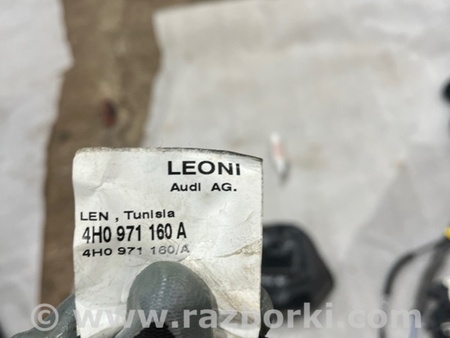 LEONI
Audi AG.
LEN , Tunisia
4H0 971 160 A
4H0 971 160/A
© www.razborki.com